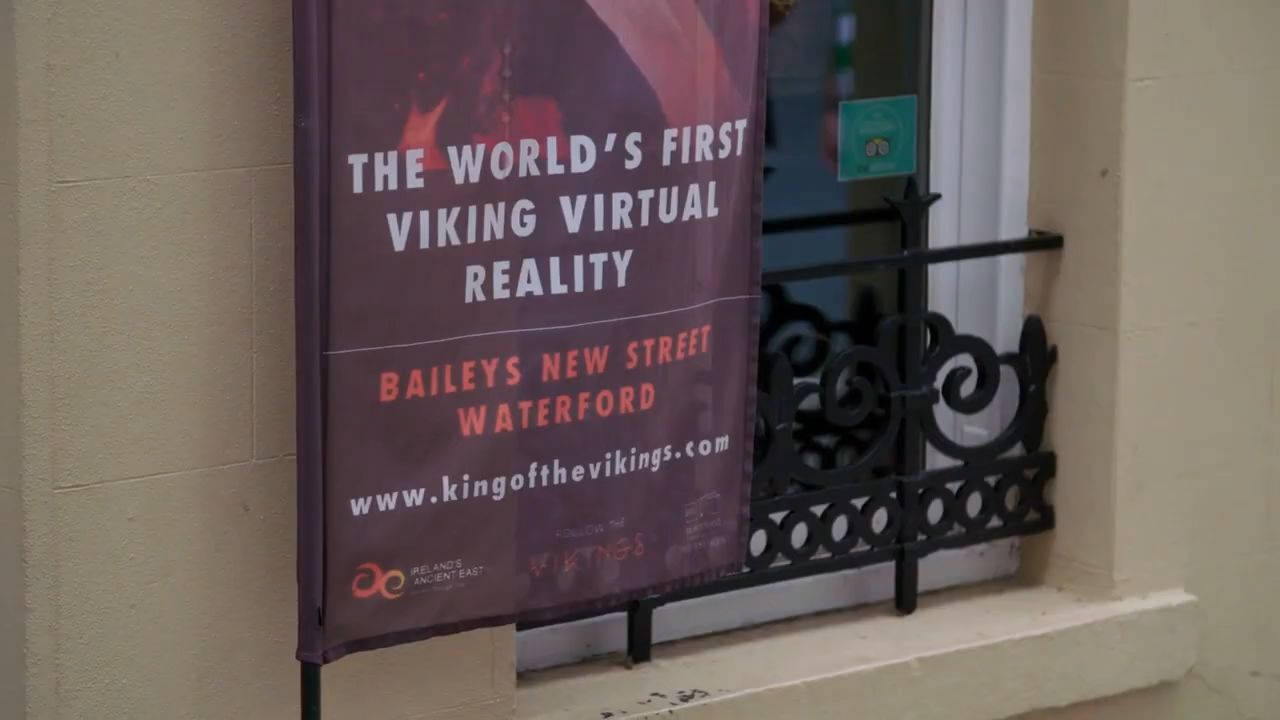 THE WORLD'S FIRST
VIKING VIRTUAL
REALITY
BAILEYS NEW STREET
WATERFORD
www.kingofthevikings.com
FOLLOW THE
VIKINGS
IRELAND'S
ANCIENT EAST